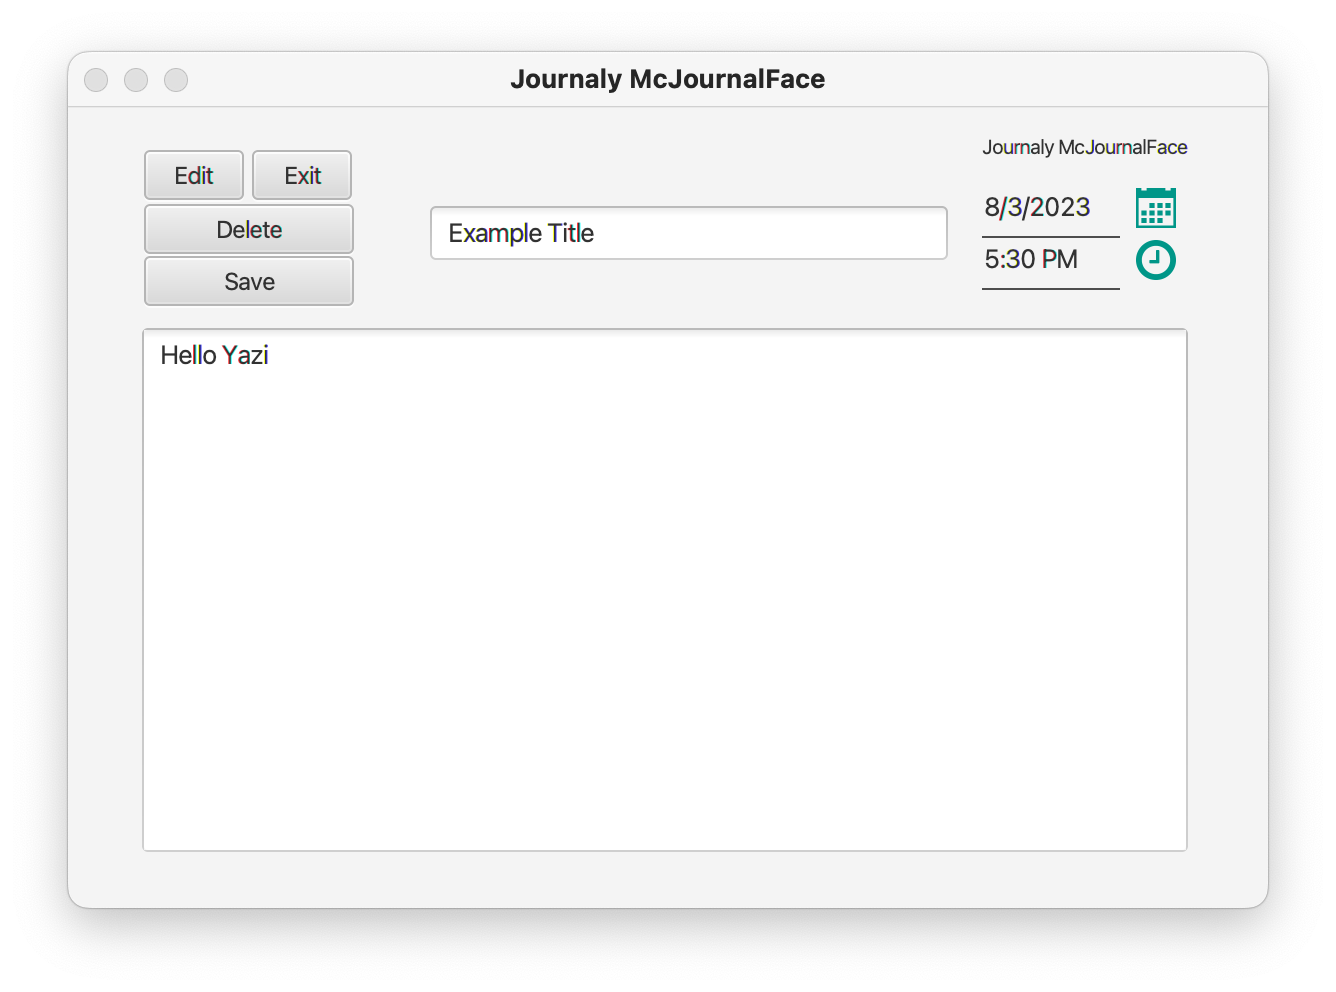 Journaly McJournalFace
Journaly McJournalFace
Edit Exit
8/3/2023
Delete
Example Title
5:30 PM
Save
Hello Yazi